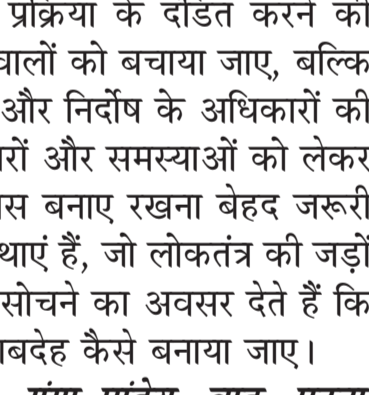 प्रक्रिया के दंडित करने की
वालों को बचाया जाए, बल्कि
और निर्दोष के अधिकारों की
रों और समस्याओं को लेकर
स बनाए रखना बेहद जरूरी
थाएं हैं, जो लोकतंत्र की जड़ों
सोचने का अवसर देते हैं कि
बदेह कैसे बनाया जाए।